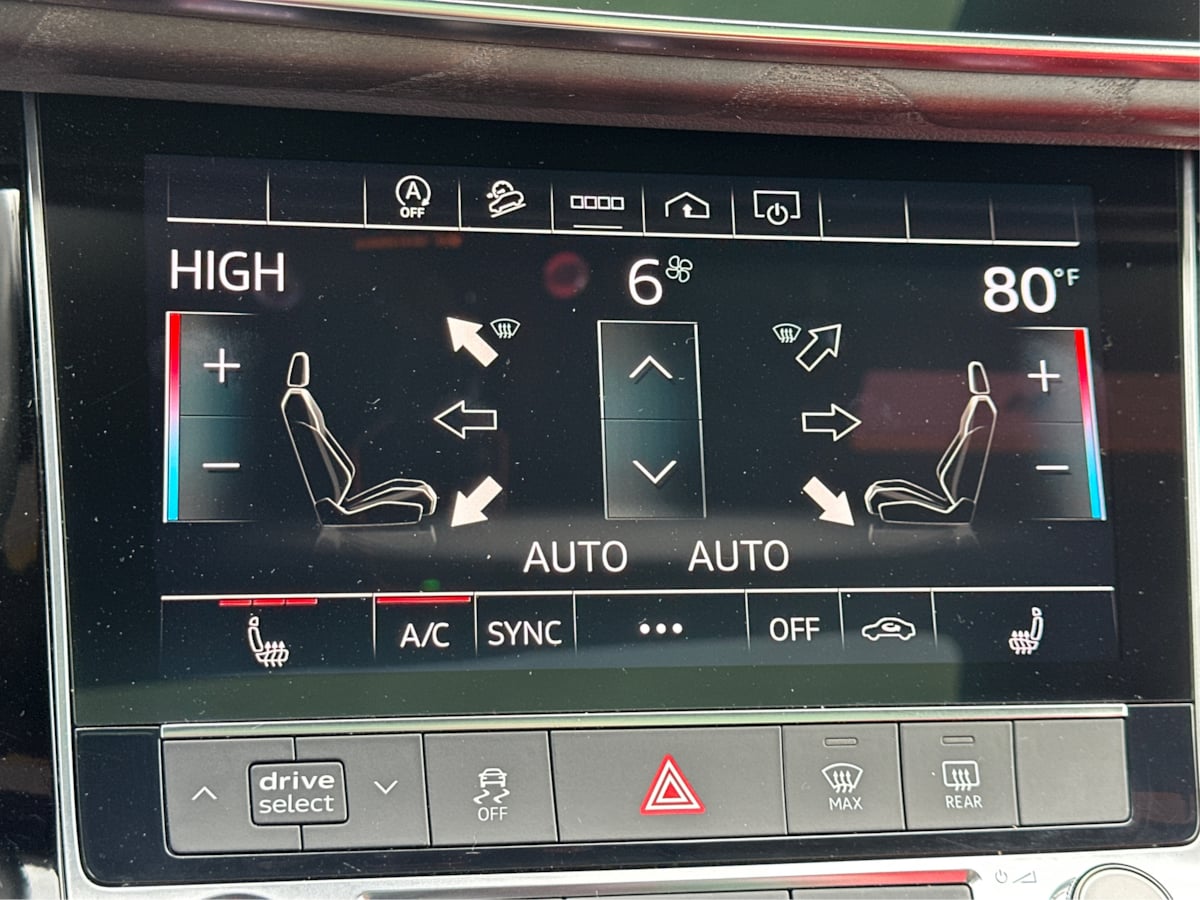 A
OFF
HIGH
6
80°F
+
+
−
−
AUTO AUTO
A/C SYNC ••• OFF
drive
select
OFF
MAX
REAR